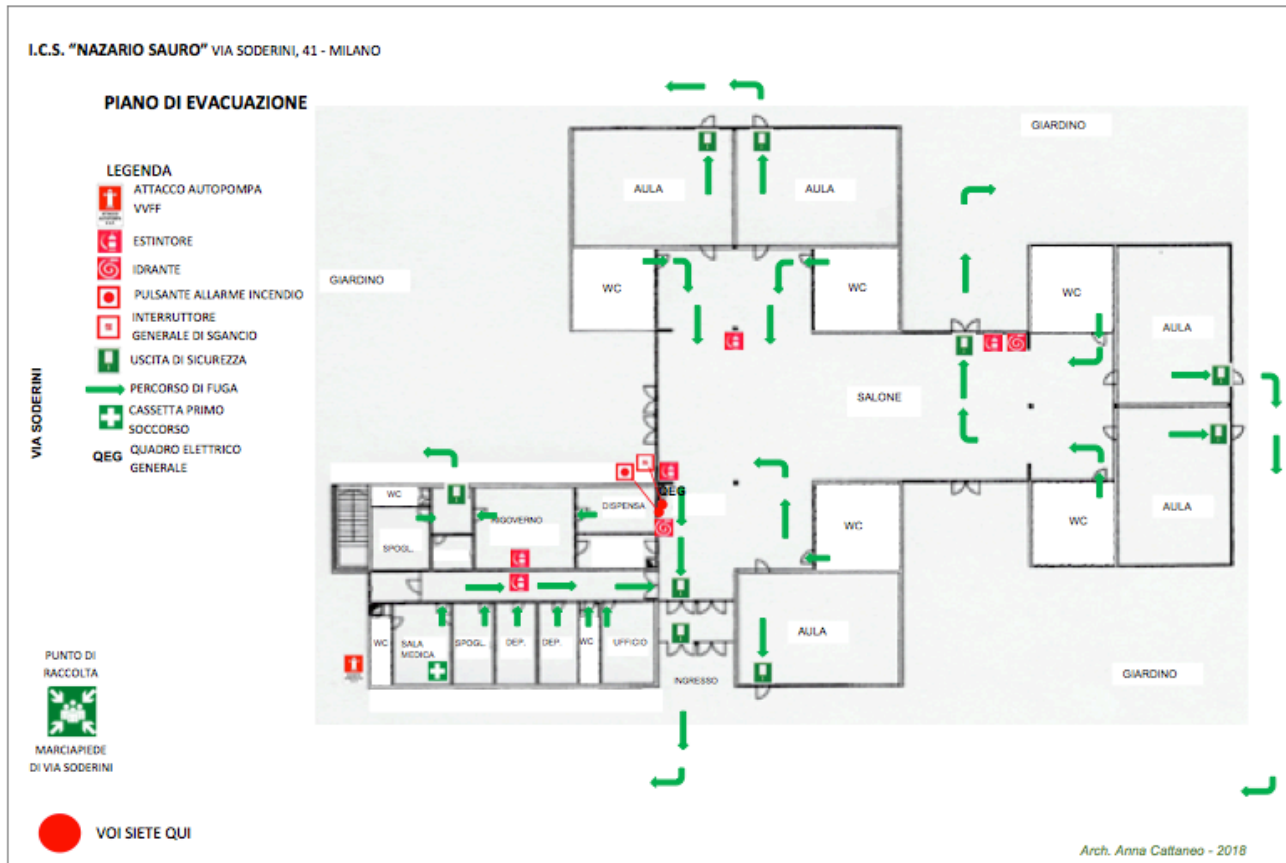 I.C.S. “NAZARIO SAURO” VIA SODERINI, 41 - MILANO
PIANO DI EVACUAZIONE
LEGENDA
ATTACCO AUTOPOMPA
VVFF
ESTINTORE
IDRANTE
PULSANTE ALLARME INCENDIO
INTERRUTTORE
GENERALE DI SGANCIO
USCITA DI SICUREZZA
PERCORSO DI FUGA
CASSETTA PRIMO
SOCCORSO
QEG QUADRO ELETTRICO
GENERALE
VIA SODERINI
PUNTO DI
RACCOLTA
MARCIAPIEDE
DI VIA SODERINI
VOI SIETE QUI
GIARDINO
GIARDINO
AULA
AULA
WC
WC
WC
AULA
SALONE
AULA
WC
WC
QEG
WC
SPOGL.
RIGOVERNO
DISPENSA
WC
SALA
MEDICA
SPOGL.
DEP.
DEP.
WC
UFFICIO
INGRESSO
AULA
GIARDINO
Arch. Anna Cattaneo - 2018